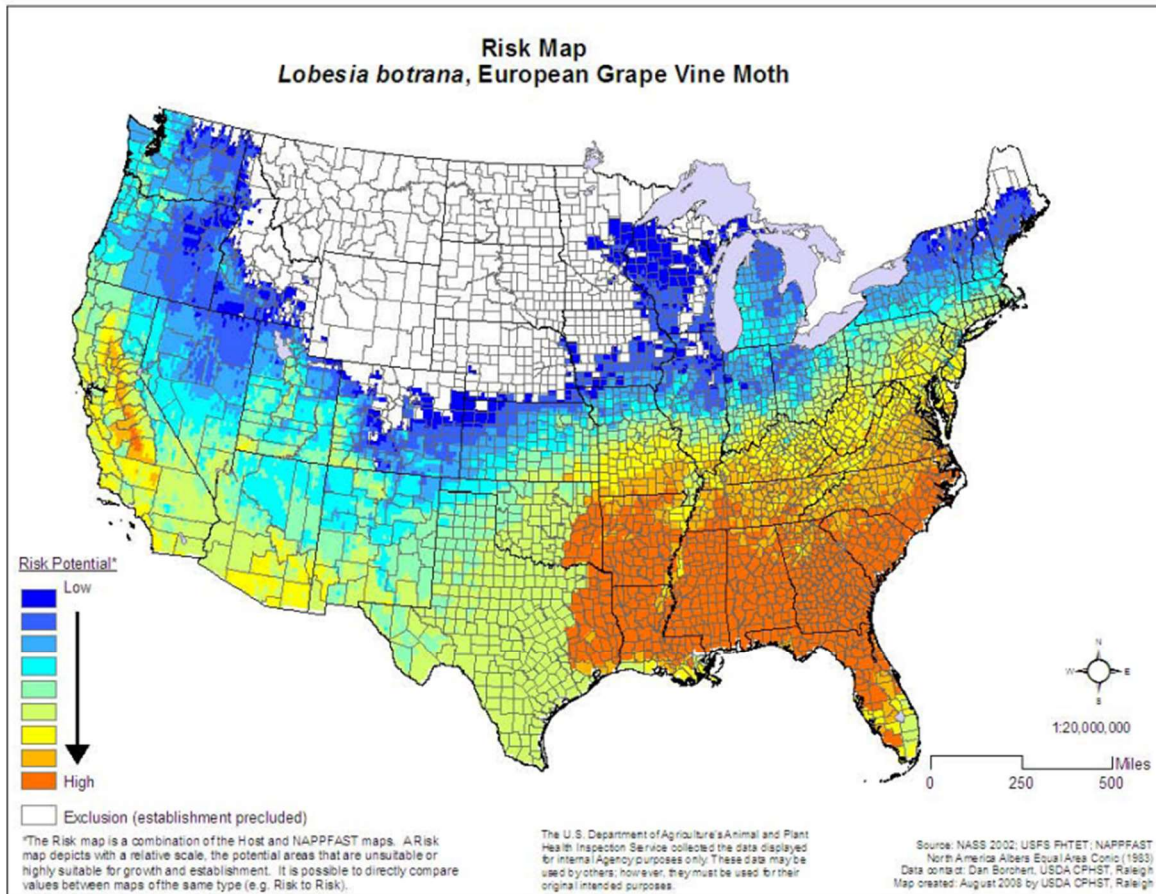 Risk Map
Lobesia botrana, European Grape Vine Moth
Risk Potential*
Low
High
Exclusion (establishment precluded)
*The Risk map is a combination of the Host and NAPPFAST maps. A Risk
map depicts with a relative scale, the potential areas that are unsuitable or
highly suitable for growth and establishment. It is possible to directly compare
values between maps of the same type (e.g. Risk to Risk).
N
W E
S
1:20,000,000
Miles
0 250 500
The U.S. Department of Agriculture's Animal and Plant
Health Inspection Service collected the data displayed
for internal Agency purposes only. These data may be
used by others; however, they must be used for their
original intended purposes.
Source: NASS 2002; USFS FHTET; NAPPFAST
North America Albers Equal Area Conic (1983)
Data contact: Dan Borchert, USDA CPHST, Raleigh
Map created: August 2008 by USDA CPHST, Raleigh